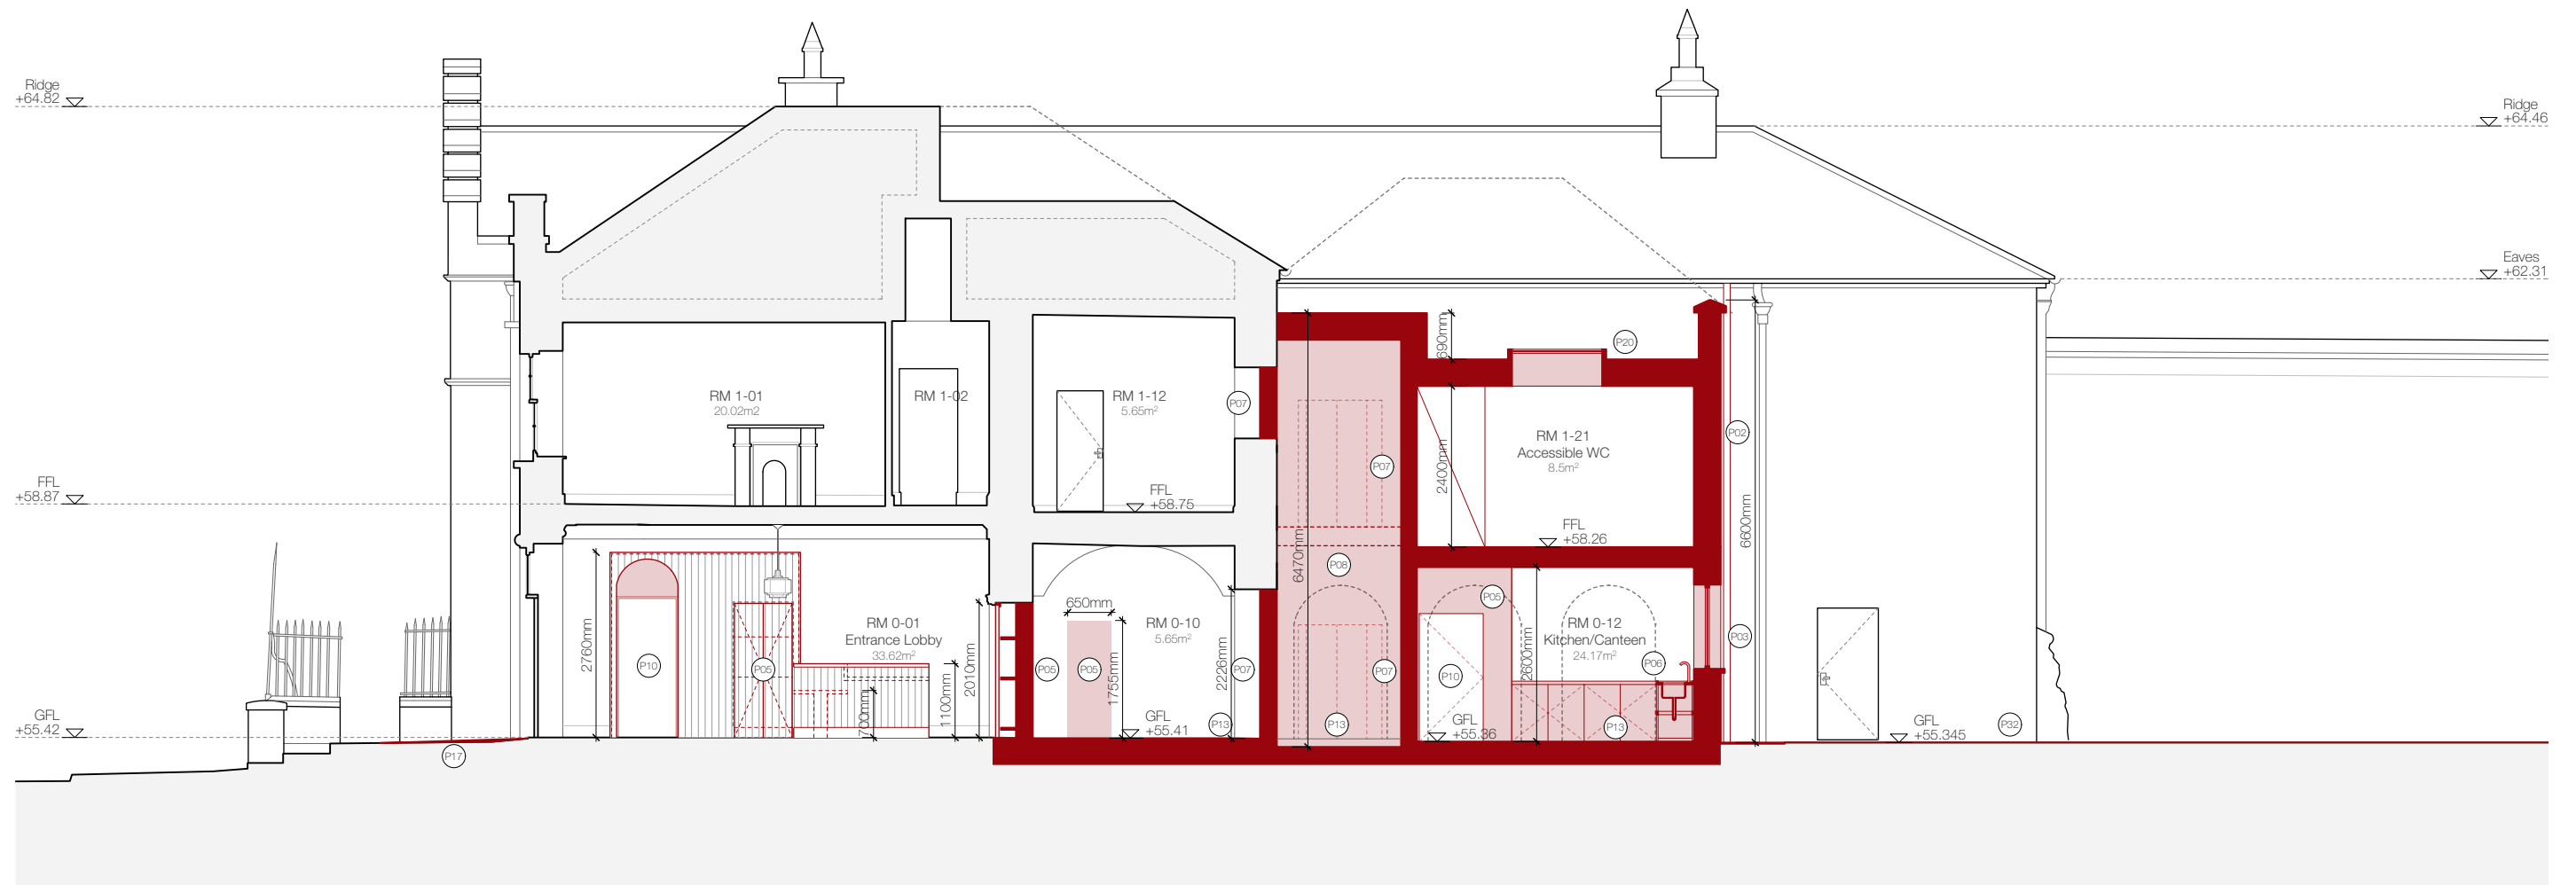 Ridge
+64.82
Ridge
+64.46
Eaves
+62.31
690mm
P20
RM 1-01
20.02m2
RM 1-02
RM 1-12
5.65m²
P07
P07
2400mm
RM 1-21
Accessible WC
8.5m²
P02
FFL
+58.87
FFL
+58.75
FFL
+58.26
6600mm
6470mm
P08
650mm
P05
2760mm
RM 0-01
Entrance Lobby
33.62m²
RM 0-10
5.65m²
RM 0-12
Kitchen/Canteen
24.17m²
P03
P10
P05
700mm
1100mm
2010mm
P05
P05
1755mm
2226mm
P07
P07
P10
2600mm
P06
GFL
+55.42
GFL
+55.41
P13
P13
GFL
+55.36
P13
GFL
+55.345
P32
P17